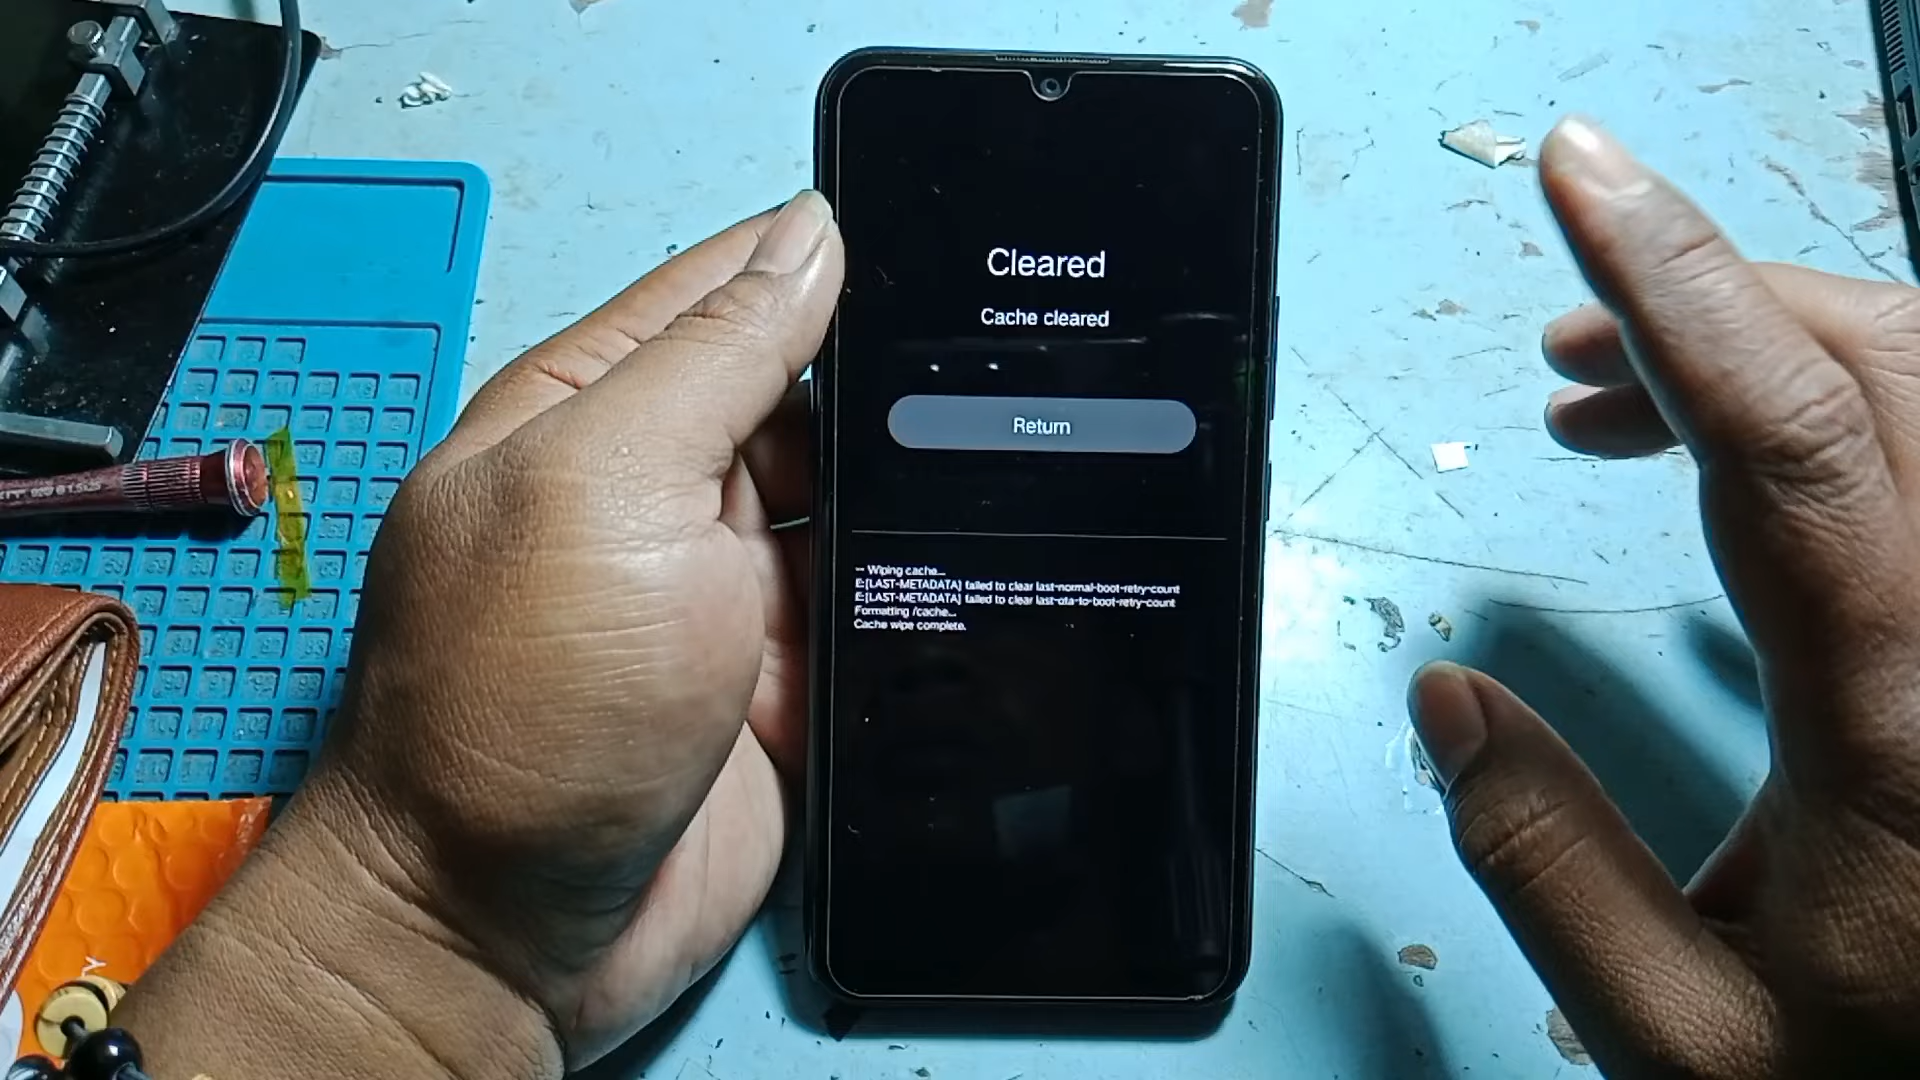 Cleared
Cache cleared
Return
-- Wiping cache...
E:[LAST-METADATA] failed to clear last-normal-boot-retry-count
E:[LAST-METADATA] failed to clear last-ota-to-boot-retry-count
Formatting /cache...
Cache wipe complete.